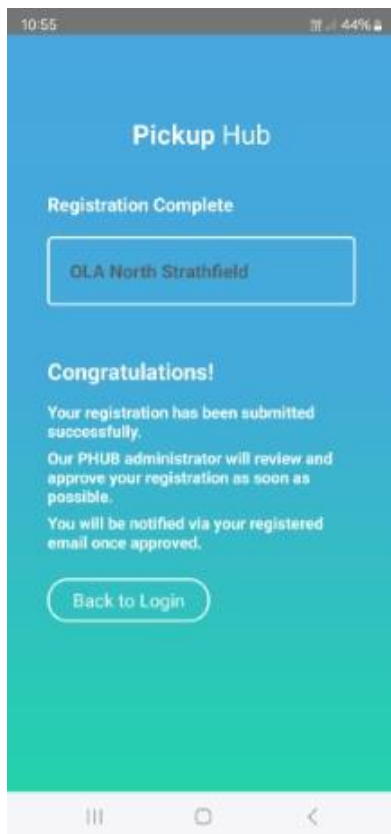 10:55
44%
Pickup Hub
Registration Complete
OLA North Strathfield
Congratulations!
Your registration has been submitted
successfully.
Our PHUB administrator will review and
approve your registration as soon as
possible.
You will be notified via your registered
email once approved.
Back to Login